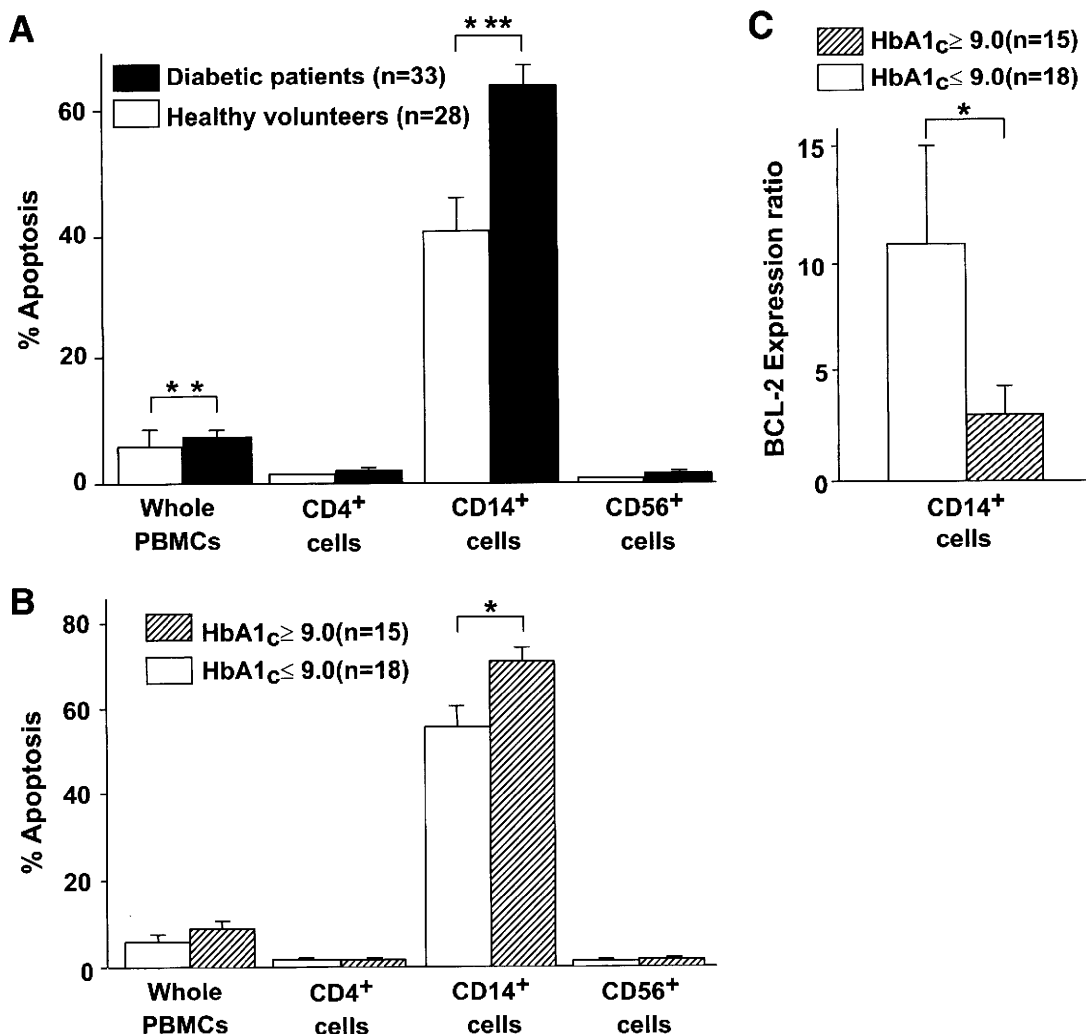 A
* **
Diabetic patients (n=33)
Healthy volunteers (n=28)
60
40
20
0
% Apoptosis
* *
Whole
PBMCs
CD4+
cells
CD14+
cells
CD56+
cells
C
HbA1c≥ 9.0(n=15)
HbA1c≤ 9.0(n=18)
*
15
10
5
0
BCL-2 Expression ratio
CD14+
cells
B
HbA1c≥ 9.0(n=15)
HbA1c≤ 9.0(n=18)
*
80
60
40
20
0
% Apoptosis
Whole
PBMCs
CD4+
cells
CD14+
cells
CD56+
cells